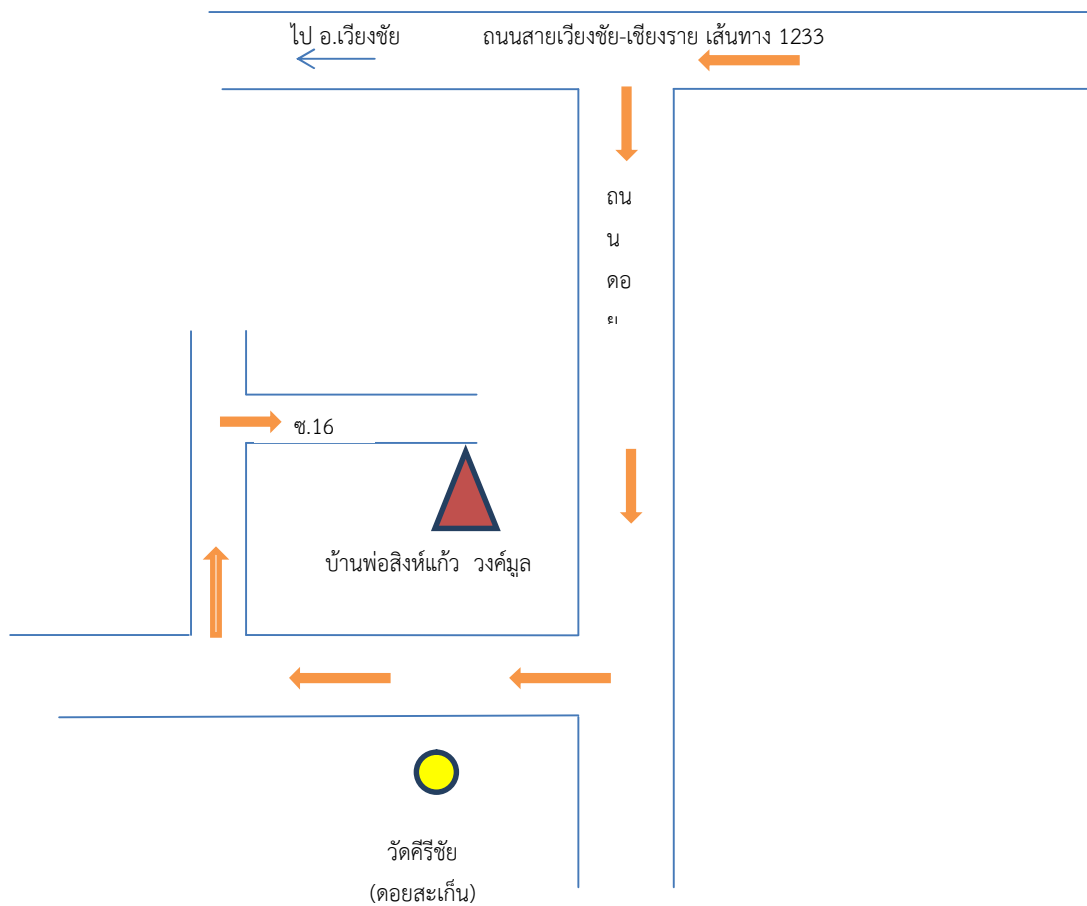 ไป อ.เวียงชัย
ถนนสายเวียงชัย-เชียงราย เส้นทาง 1233
ถน
น
ดอ
ย
ซ.16
บ้านพ่อสิงห์แก้ว วงค์มูล
วัดคีรีชัย
(ดอยสะเก็น)